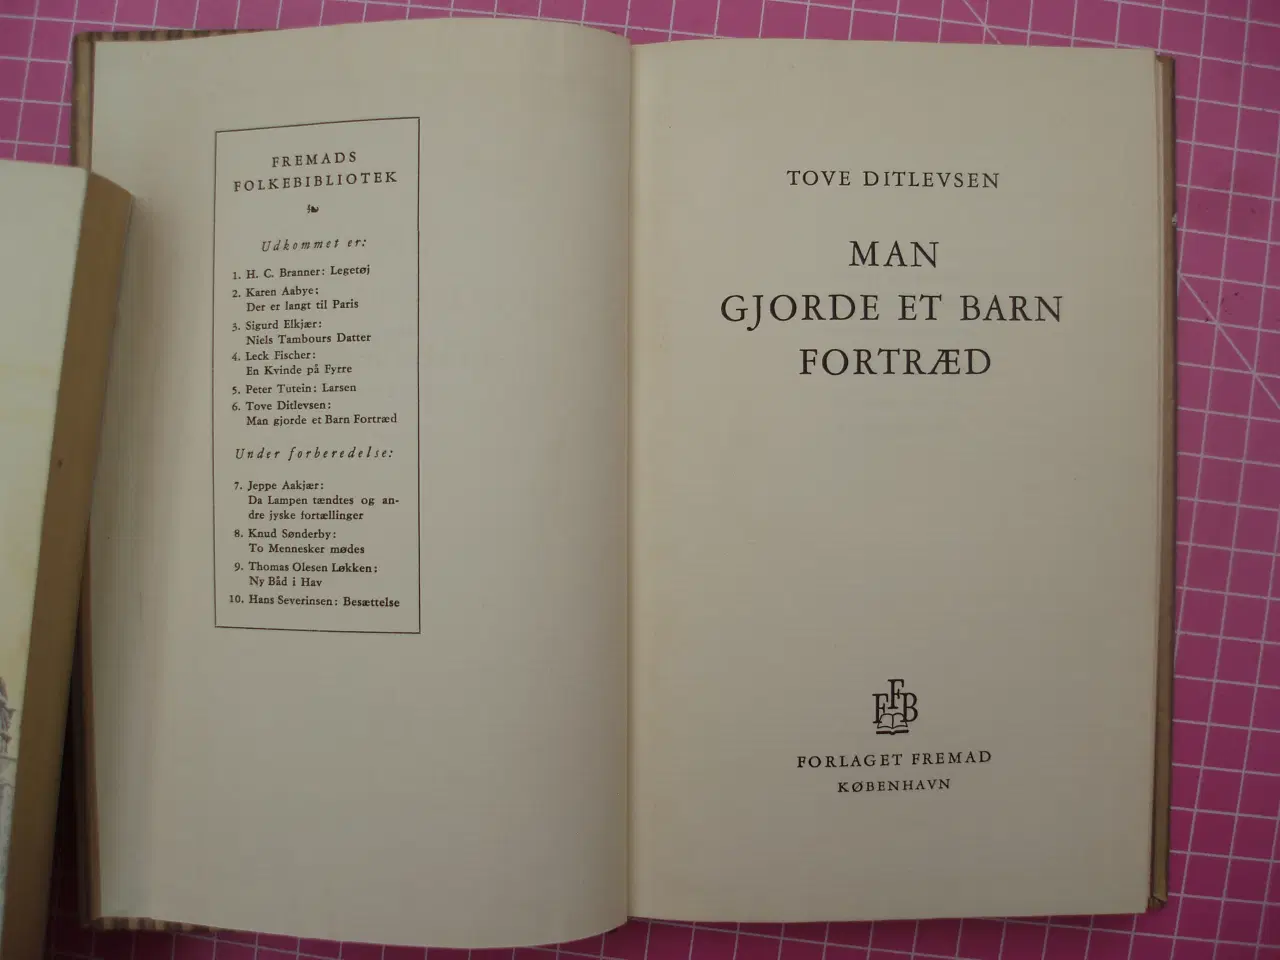 FREMADS
FOLKEBIBLIOTEK
Udkommet er:
1. H. C. Branner: Legetøj
2. Karen Aabye:
Der er langt til Paris
3. Sigurd Elkjær:
Niels Tambours Datter
4. Leck Fischer:
En Kvinde på Fyrre
5. Peter Tutein: Larsen
6. Tove Ditlevsen:
Man gjorde et Barn Fortræd
Under forberedelse:
7. Jeppe Aakjær:
Da Lampen tændtes og an-
dre jyske fortællinger
8. Knud Sønderby:
To Mennesker mødes
9. Thomas Olesen Løkken:
Ny Båd i Hav
10. Hans Severinsen: Besættelse
TOVE DITLEVSEN
MAN
GJORDE ET BARN
FORTRÆD
FFB
FORLAGET FREMAD
KØBENHAVN